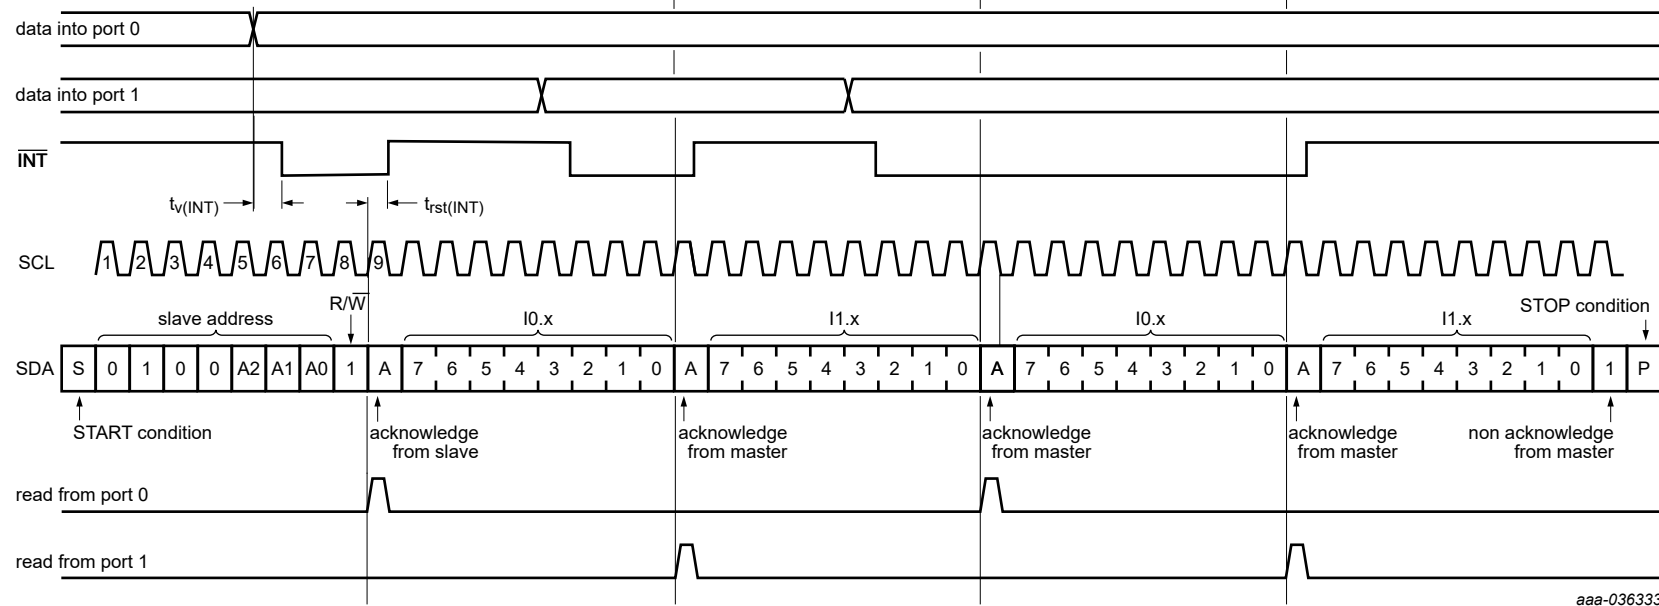 data into port 0
data into port 1
INT
tv(INT) trst(INT)
SCL 1 2 3 4 5 6 7 8 9
R/W
STOP condition
slave address I0.x I1.x I0.x I1.x
SDA S 0 1 0 0 A2 A1 A0 1 A 7 6 5 4 3 2 1 0 A 7 6 5 4 3 2 1 0 A 7 6 5 4 3 2 1 0 A 7 6 5 4 3 2 1 0 1 P
START condition
acknowledge
from slave
acknowledge
from master
acknowledge
from master
acknowledge
from master
non acknowledge
from master
read from port 0
read from port 1
aaa-036333